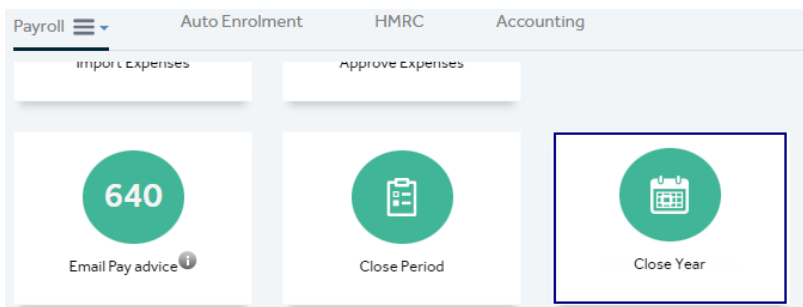 Payroll
Auto Enrolment
HMRC
Accounting
Import Expenses
Approve Expenses
640
Email Pay advice
i
Close Period
Close Year